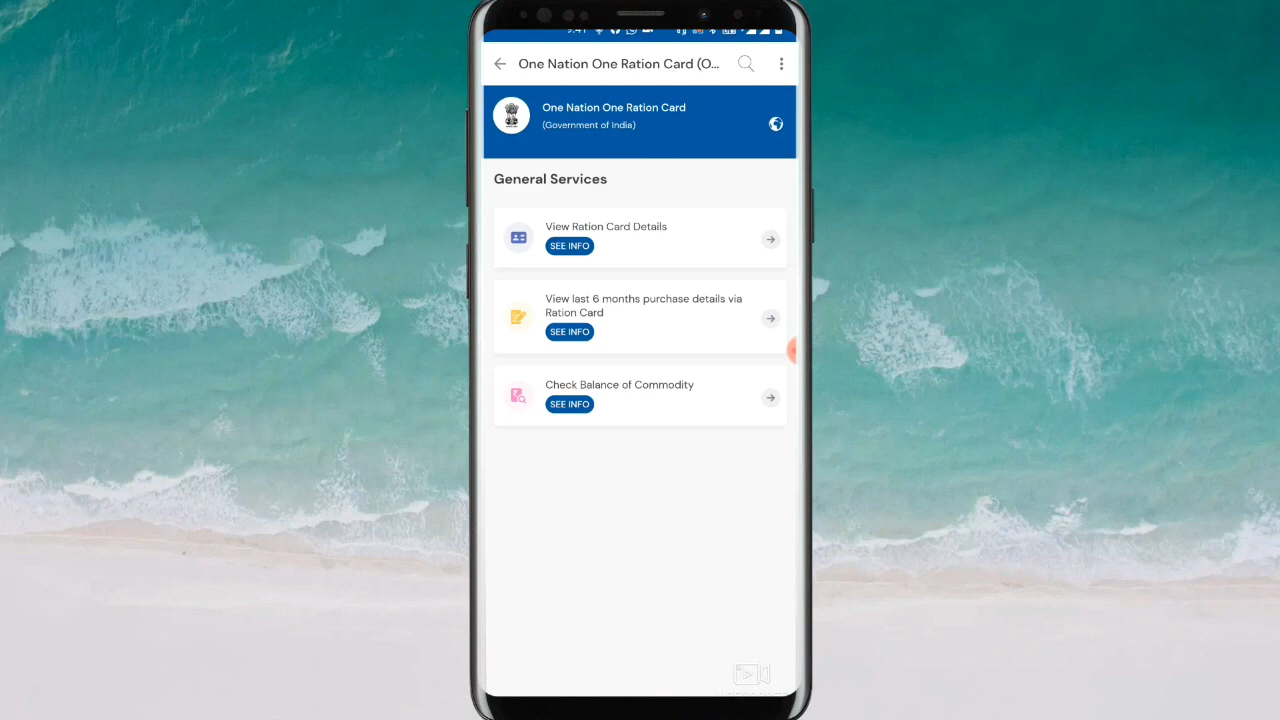 9:41
One Nation One Ration Card (O...
One Nation One Ration Card
(Government of India)
General Services
View Ration Card Details
SEE INFO
View last 6 months purchase details via
Ration Card
SEE INFO
Check Balance of Commodity
SEE INFO